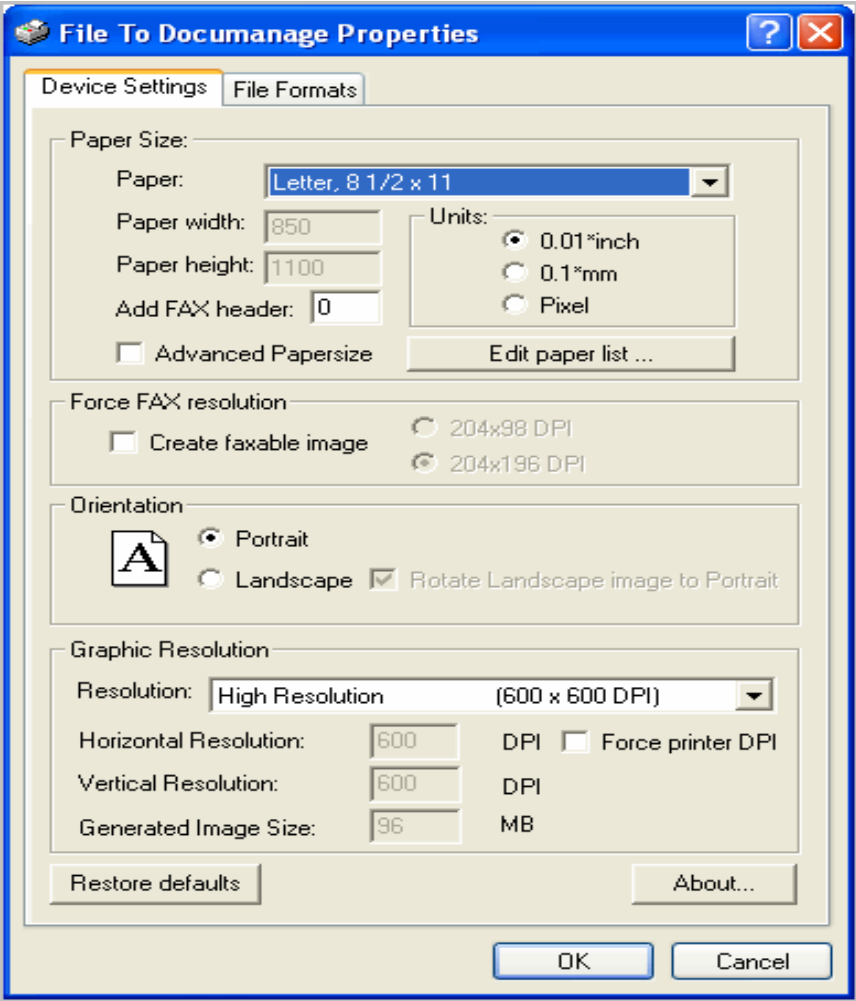 File To Documanage Properties
Device Settings File Formats
Paper Size:
Paper: Letter, 8 1/2 x 11
Paper width: 850
Units:
0.01*inch
Paper height: 1100
0.1*mm
Add FAX header: 0
Pixel
Advanced Papersize Edit paper list ...
Force FAX resolution
Create faxable image
204x98 DPI
204x196 DPI
Orientation
A
Portrait
Landscape Rotate Landscape image to Portrait
Graphic Resolution
Resolution: High Resolution (600 x 600 DPI)
Horizontal Resolution: 600 DPI Force printer DPI
Vertical Resolution: 600 DPI
Generated Image Size: 96 MB
Restore defaults About...
OK Cancel